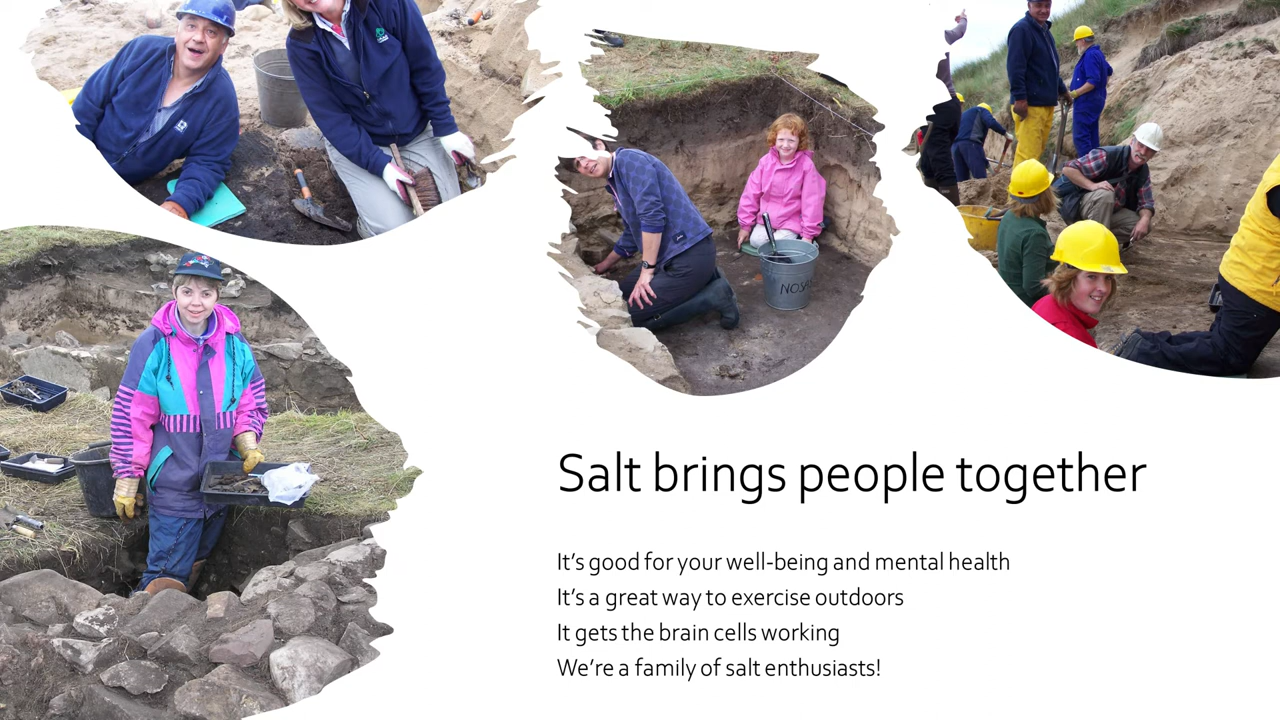 Salt brings people together
It's good for your well-being and mental health
It's a great way to exercise outdoors
It gets the brain cells working
We're a family of salt enthusiasts!